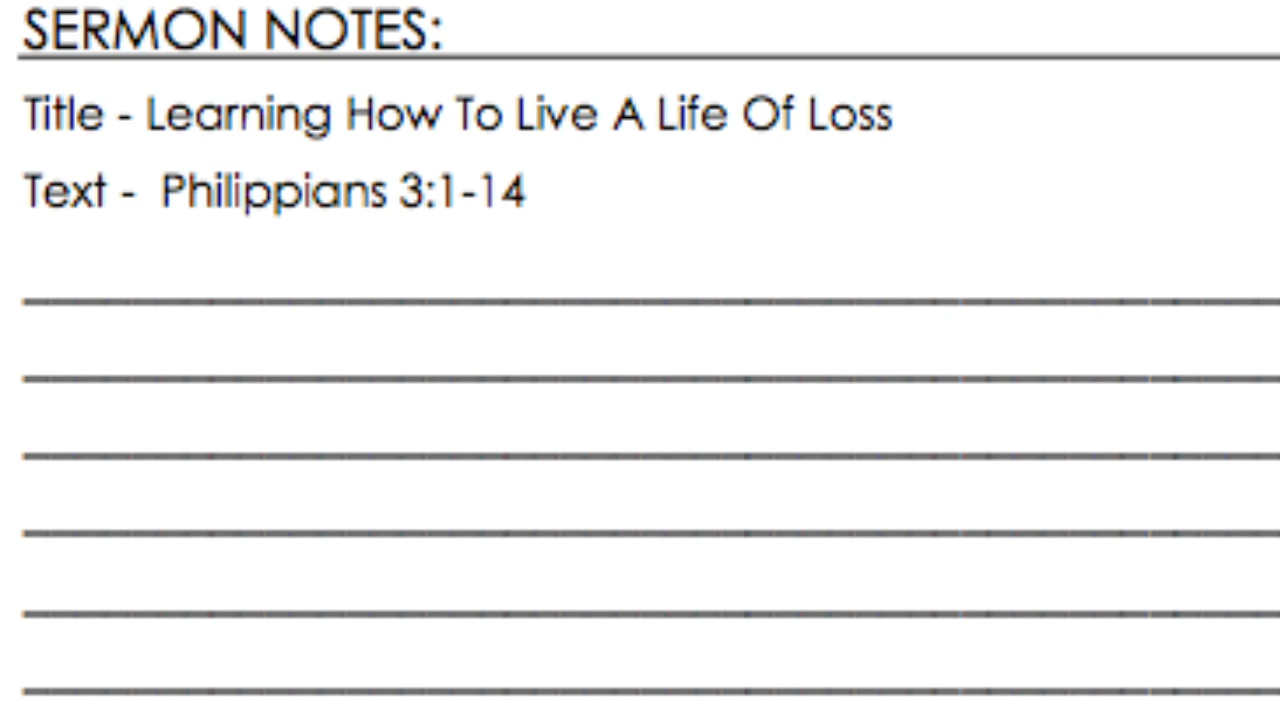 SERMON NOTES:
Title - Learning How To Live A Life Of Loss
Text -  Philippians 3:1-14